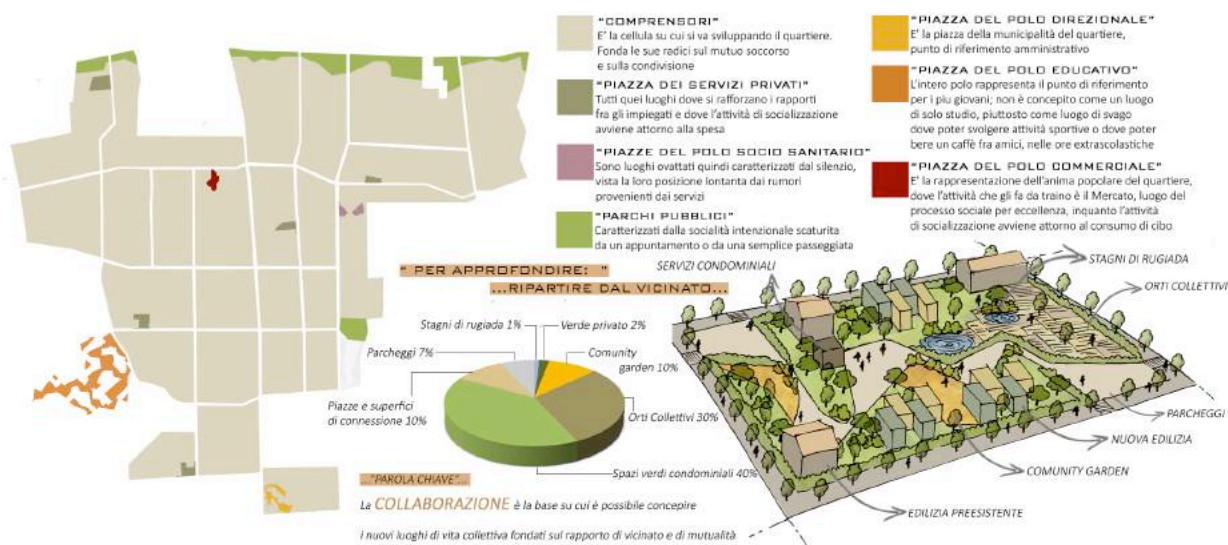 "COMPRENSORI"
E' la cellula su cui si va sviluppando il quartiere.
Fonda le sue radici sul mutuo soccorso
e sulla condivisione
"PIAZZA DEI SERVIZI PRIVATI"
Tutti quei luoghi dove si rafforzano i rapporti
fra gli impiegati e dove l'attività di socializzazione
avviene attorno alla spesa
"PIAZZE DEL POLO SOCIO SANITARIO"
Sono luoghi ovattati quindi caratterizzati dal silenzio,
vista la loro posizione lontanta dai rumori
provenienti dai servizi
"PARCHI PUBBLICI"
Caratterizzati dalla socialità intenzionale scaturita
da un appuntamento o da una semplice passeggiata
"PIAZZA DEL POLO DIREZIONALE"
E' la piazza della municipalità del quartiere,
punto di riferimento amministrativo
"PIAZZA DEL POLO EDUCATIVO"
L'intero polo rappresenta il punto di riferimento
per i piu giovani; non è concepito come un luogo
di solo studio, piuttosto come luogo di svago
dove poter svolgere attività sportive o dove poter
bere un caffè fra amici, nelle ore extrascolastiche
"PIAZZA DEL POLO COMMERCIALE"
E' la rappresentazione dell'anima popolare del quartiere,
dove l'attività che gli fa da traino è il Mercato, luogo del
processo sociale per eccellenza, inquanto l'attività
di socializzazione avviene attorno al consumo di cibo
" PER APPROFONDIRE: "
...RIPARTIRE DAL VICINATO...
Stagni di rugiada 1%
Verde privato 2%
Parcheggi 7%
Comunity
garden 10%
Piazze e superfici
di connessione 10%
Orti Collettivi 30%
Spazi verdi condominiali 40%
..."PAROLA CHIAVE"...
La COLLABORAZIONE è la base su cui è possibile concepire
i nuovi luoghi di vita collettiva fondati sul rapporto di vicinato e di mutualità
SERVIZI CONDOMINIALI
STAGNI DI RUGIADA
ORTI COLLETTIVI
PARCHEGGI
NUOVA EDILIZIA
COMUNITY GARDEN
EDILIZIA PREESISTENTE